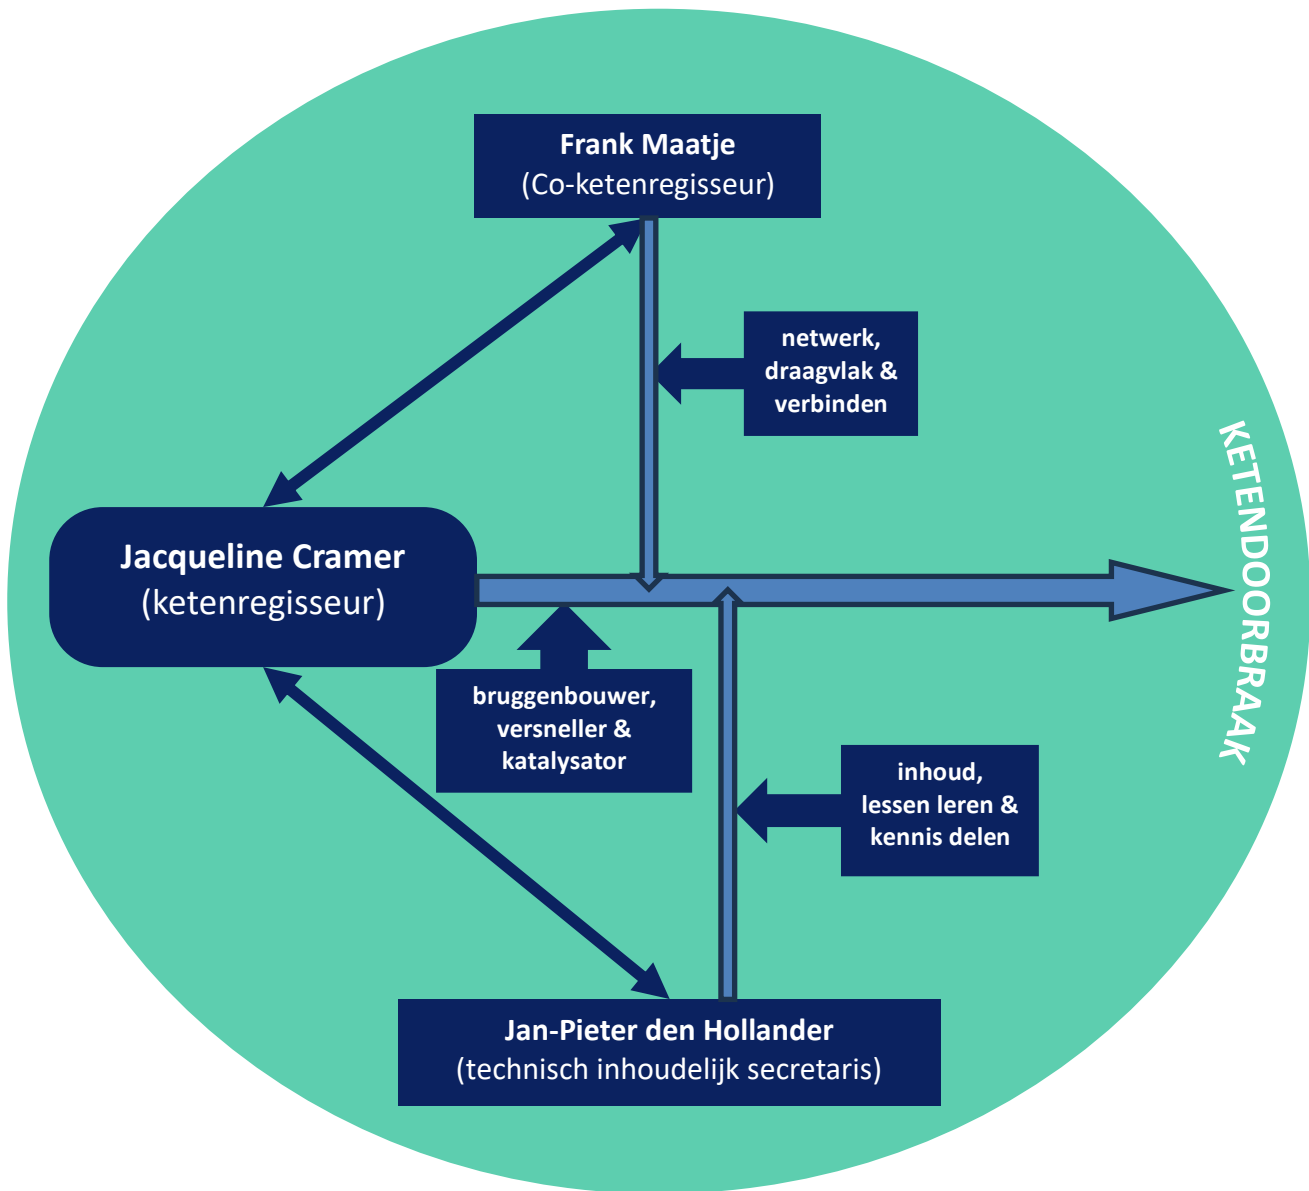 Frank Maatje
(Co-ketenregisseur)
netwerk,
draagvlak &
verbinden
KETENDOORBRAAK
Jacqueline Cramer
(ketenregisseur)
bruggenbouwer,
versneller &
katalysator
inhoud,
lessen leren &
kennis delen
Jan-Pieter den Hollander
(technisch inhoudelijk secretaris)